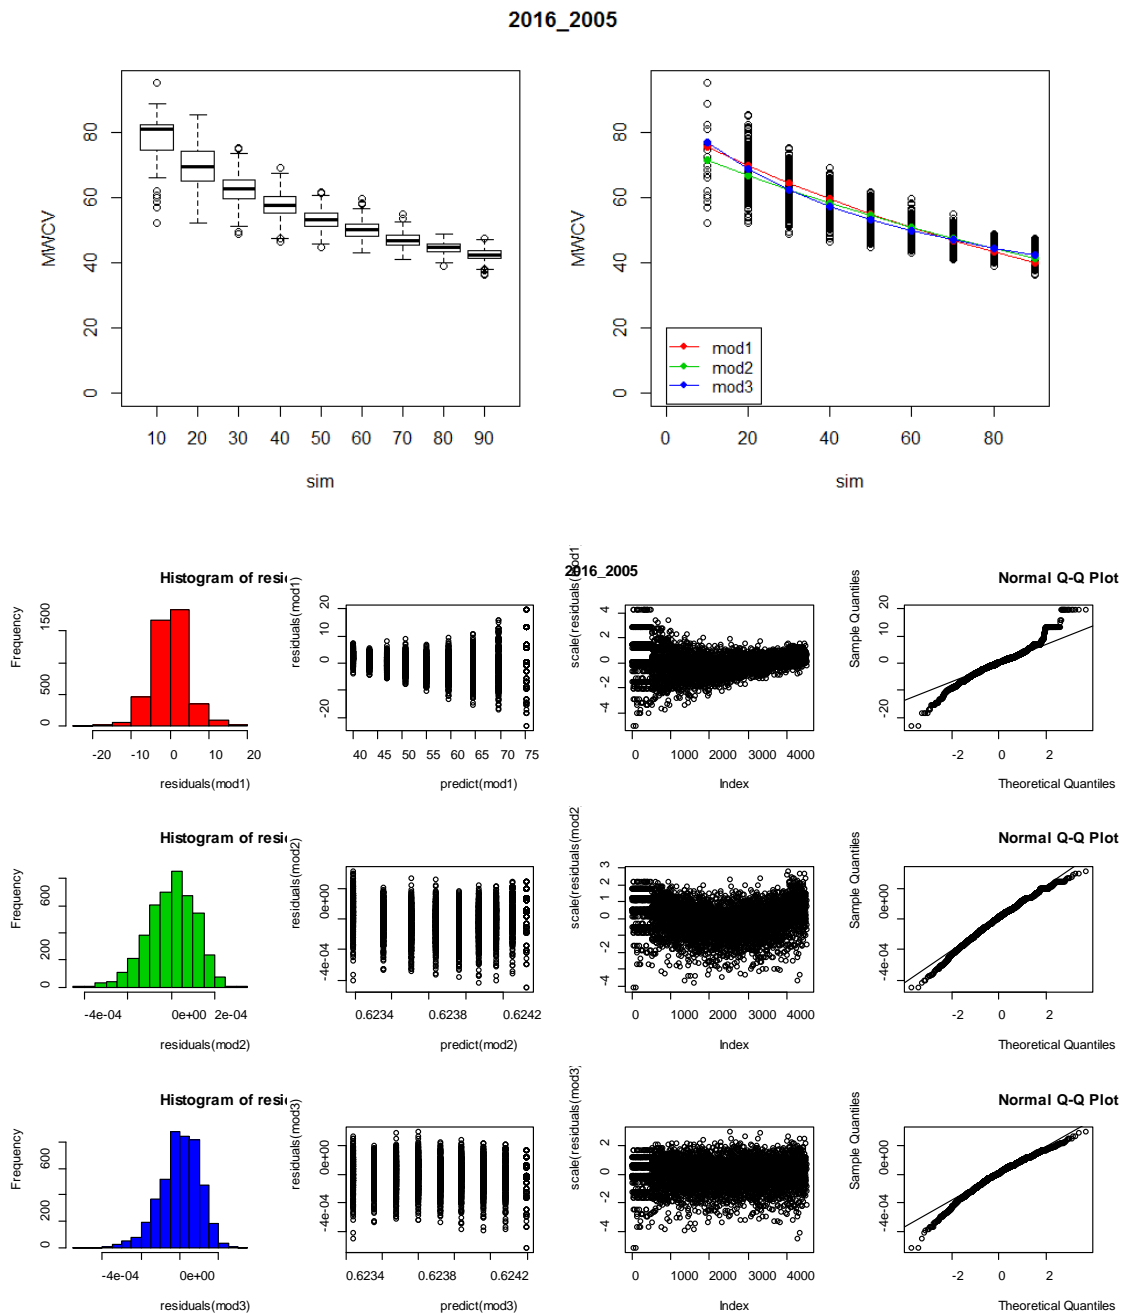 2016_2005
MWCV
0 20 40 60 80
10 20 30 40 50 60 70 80 90
sim
MWCV
0 20 40 60 80
mod1
mod2
mod3
0 20 40 60 80
sim
2016_2005
Histogram of resi
Frequency
0 500 1500
-20 -10 0 10 20
residuals(mod1)
residuals(mod1)
-20 0 10 20
40 45 50 55 60 65 70 75
predict(mod1)
scale(residuals(mod1)
-4 -2 0 2 4
0 1000 2000 3000 4000
Index
Normal Q-Q Plot
Sample Quantiles
-20 0 10 20
-2 0 2
Theoretical Quantiles
Histogram of resi
Frequency
0 200 600
-4e-04 0e+00 2e-04
residuals(mod2)
residuals(mod2)
-4e-04 0e+00
0.6234 0.6238 0.6242
predict(mod2)
scale(residuals(mod2
-4 -2 0 1 2 3
0 1000 2000 3000 4000
Index
Normal Q-Q Plot
Sample Quantiles
-4e-04 0e+00
-2 0 2
Theoretical Quantiles
Histogram of resi
Frequency
0 200 600
-4e-04 0e+00
residuals(mod3)
residuals(mod3)
-4e-04 0e+00
0.6234 0.6238 0.6242
predict(mod3)
scale(residuals(mod3)
-4 -2 0 2
0 1000 2000 3000 4000
Index
Normal Q-Q Plot
Sample Quantiles
-4e-04 0e+00
-2 0 2
Theoretical Quantiles